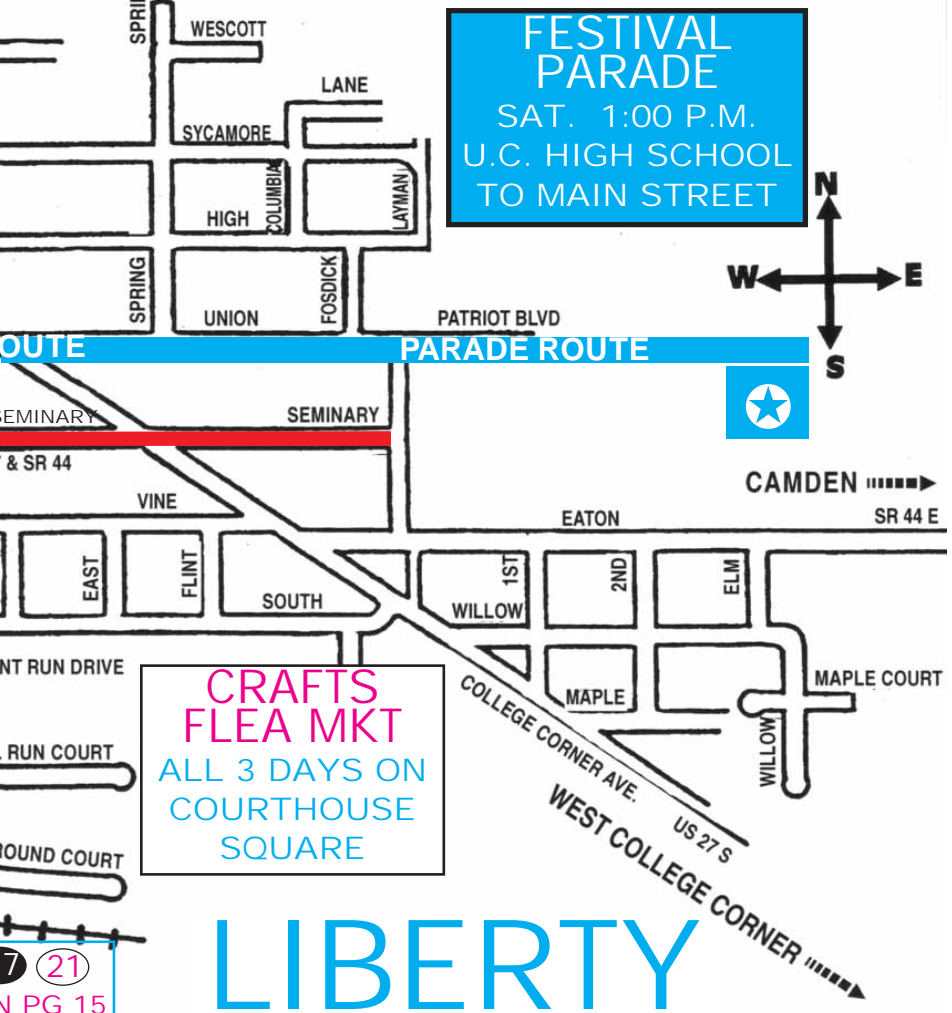 SPRI
WESCOTT
FESTIVAL
PARADE
SAT. 1:00 P.M.
U.C. HIGH SCHOOL
TO MAIN STREET
LANE
SYCAMORE
COLUMBIA
LAYMAN
HIGH
N
W
E
S
SPRING
FOSDICK
UNION
PATRIOT BLVD
OUTE
PARADE ROUTE
SEMINARY
SEMINARY
& SR 44
CAMDEN
VINE
EATON
SR 44 E
EAST
FLINT
1ST
2ND
ELM
SOUTH
WILLOW
NT RUN DRIVE
CRAFTS
FLEA MKT
ALL 3 DAYS ON
COURTHOUSE
SQUARE
MAPLE COURT
MAPLE
COLLEGE CORNER AVE.
WILLOW
RUN COURT
US 27 S
WEST COLLEGE CORNER
ROUND COURT
LIBERTY
7 21
N PG 15